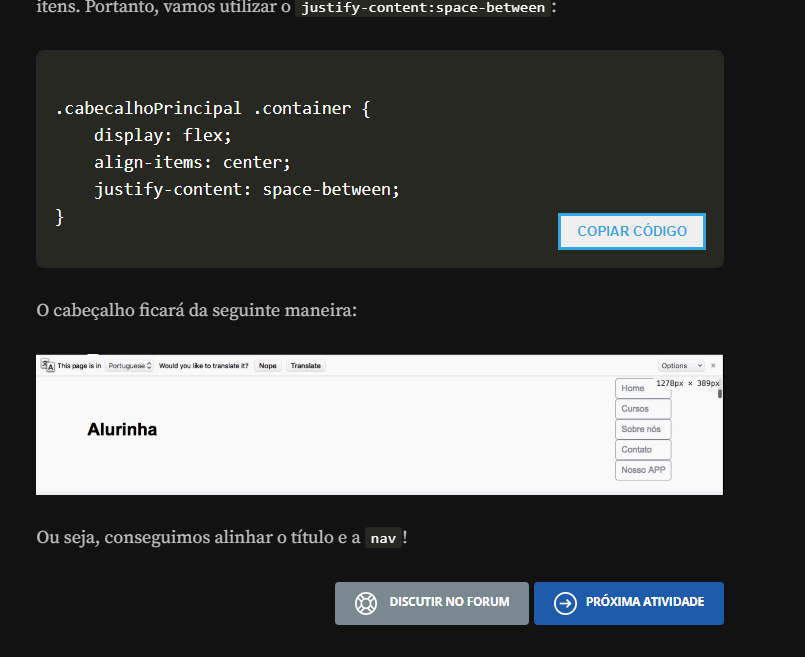 itens. Portanto, vamos utilizar o justify-content:space-between:
.cabecalhoPrincipal .container {
display: flex;
align-items: center;
justify-content: space-between;
}
COPIAR CÓDIGO
O cabeçalho ficará da seguinte maneira:
This page is in Portuguese Would you like to translate it? Nope Translate Options ×
Home 1278px × 389px
Cursos
Alurinha Sobre nós
Contato
Nosso APP
Ou seja, conseguimos alinhar o título e a nav!
DISCUTIR NO FORUM PRÓXIMA ATIVIDADE